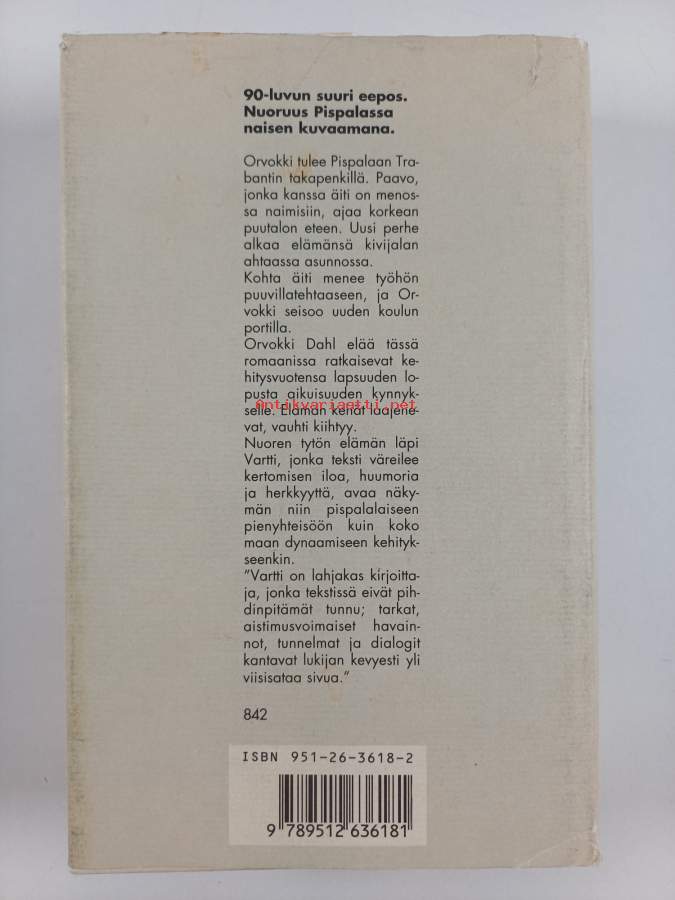 90-luvun suuri eepos.
Nuoruus Pispalassa
naisen kuvaamana.
Orvokki tulee Pispalaan Tra-
bantin takapenkillä. Paavo,
jonka kanssa äiti on menos-
sa naimisiin, ajaa korkean
puutalon eteen. Uusi perhe
alkaa elämänsä kivijalan
ahtaassa asunnossa.
Kohta äiti menee työhön
puuvillatehtaaseen, ja Or-
vokki seisoo uuden koulun
portilla.
Orvokki Dahl elää tässä
romaanissa ratkaisevat ke-
hitysvuotensa lapsuuden lo-
pusta aikuisuuden kynnyk-
Antikvariaatti.net
selle. Elämän kehät laajene-
vat, vauhti kiihtyy.
Nuoren tytön elämän läpi
Vartti, jonka teksti väreilee
kertomisen iloa, huumoria
ja herkkyyttä, avaa näky-
män niin pispalalaiseen
pienyhteisöön kuin koko
maan dynaamiseen kehityk-
seenkin.
”Vartti on lahjakas kirjoitta-
ja, jonka tekstissä eivät pih-
dinpitämät tunnu; tarkat,
aistimusvoimaiset havain-
not, tunnelmat ja dialogit
kantavat lukijan kevyesti yli
viisisataa sivua.”
842
ISBN 951-26-3618-2
9 789512 636181